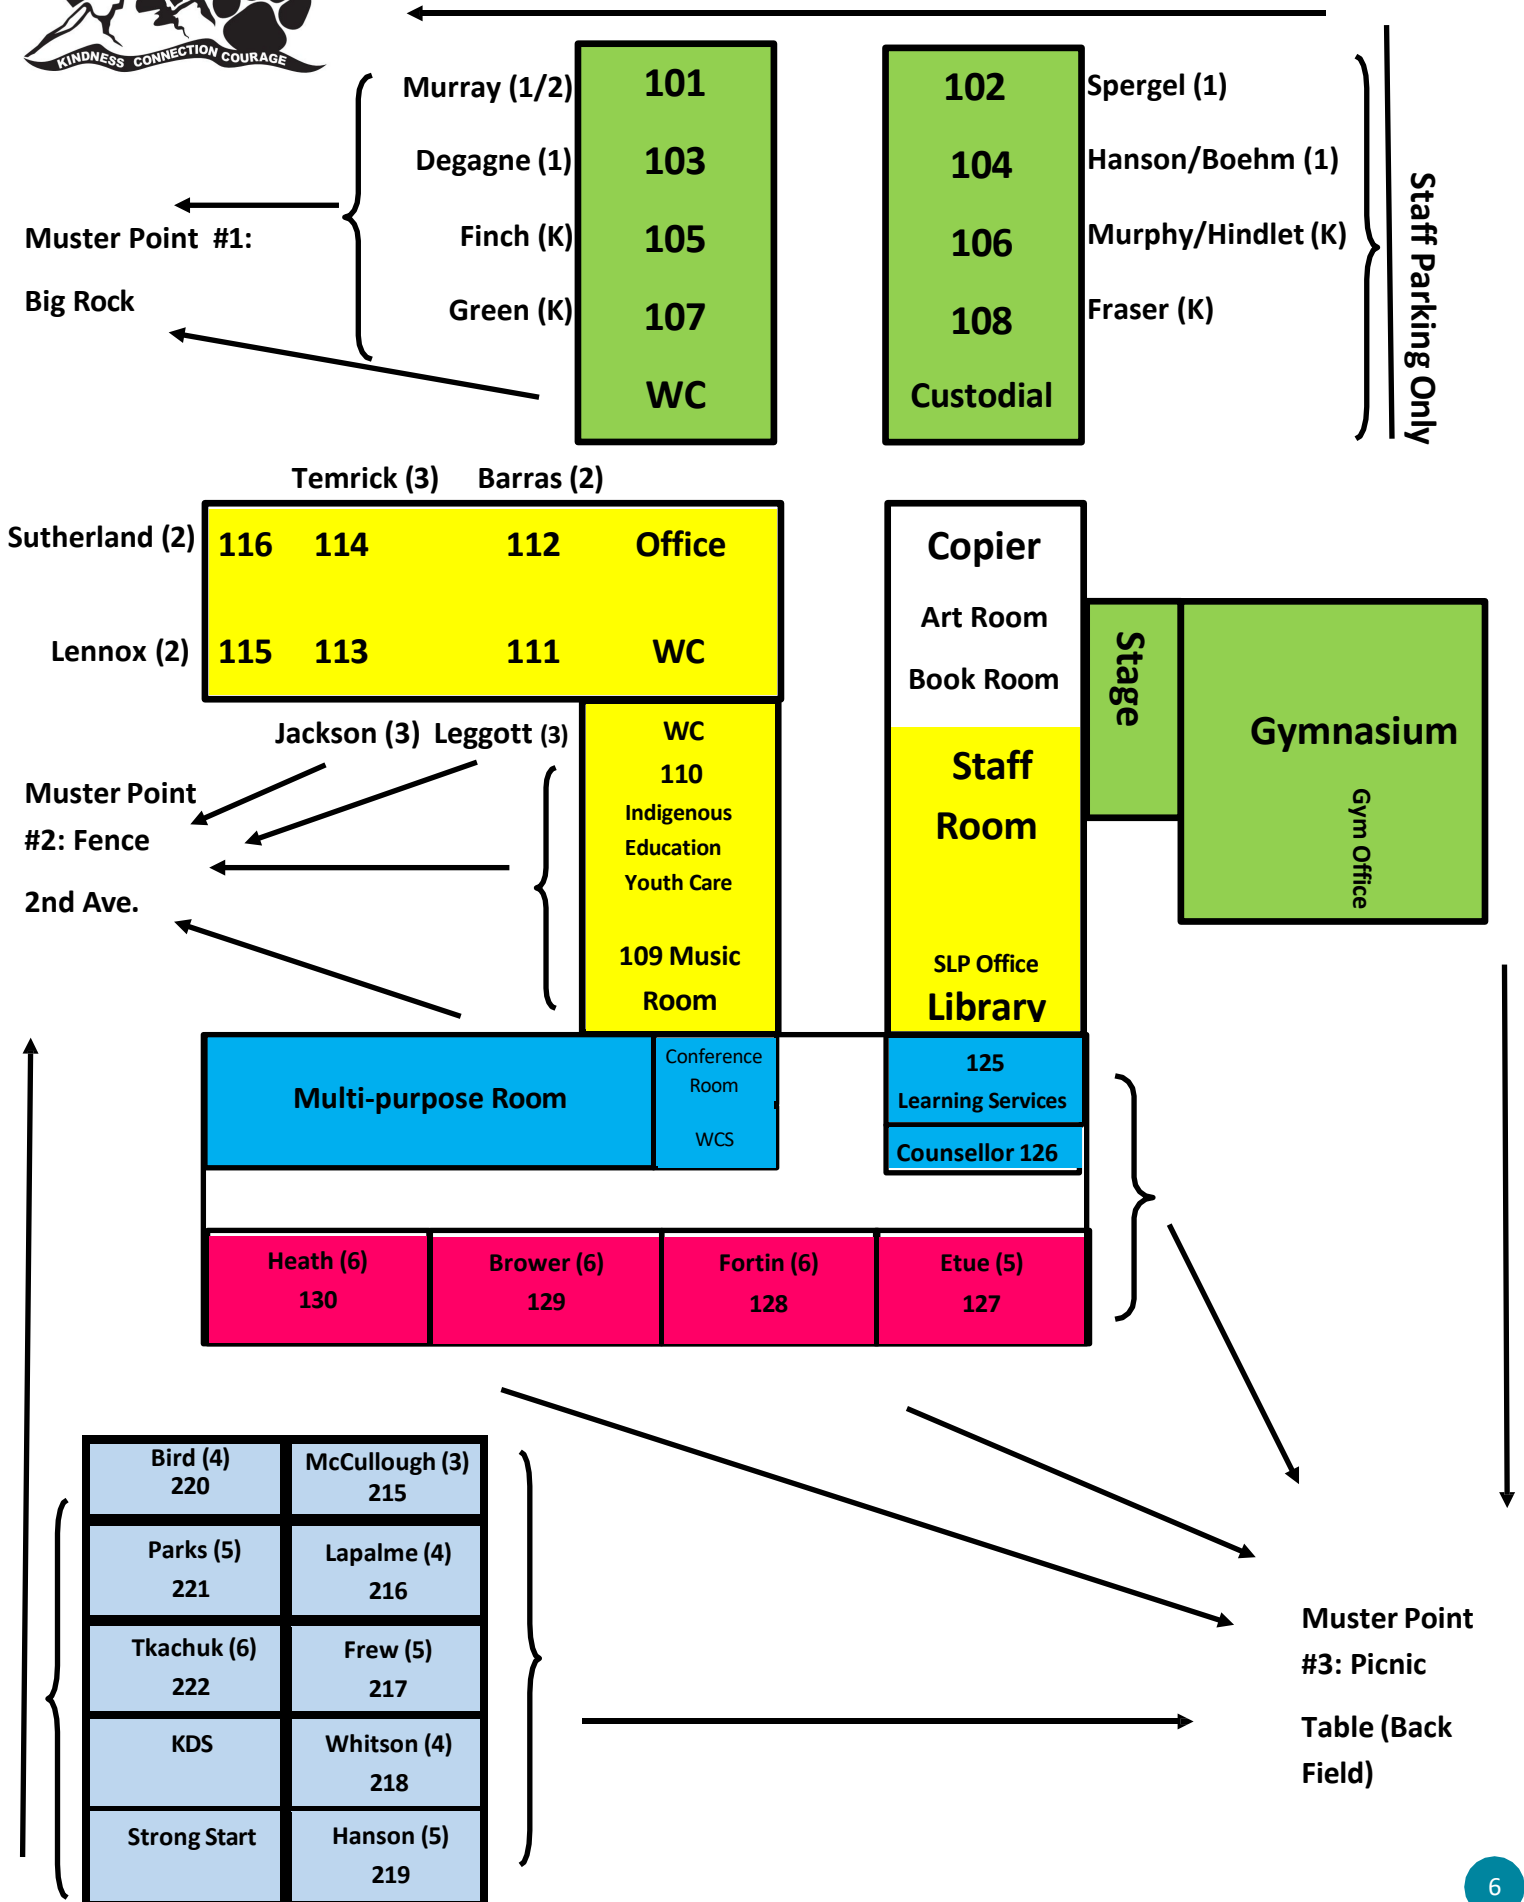 KINDNESS CONNECTION COURAGE
Murray (1/2)
101
102
Spergel (1)
Degagne (1)
103
104
Hanson/Boehm (1)
Finch (K)
105
106
Murphy/Hindlet (K)
Green (K)
107
108
Fraser (K)
WC
Custodial
Muster Point #1:
Big Rock
Staff Parking Only
Temrick (3)
Barras (2)
Sutherland (2)
116
114
112
Office
Lennox (2)
115
113
111
WC
Jackson (3)
Leggott (3)
Copier
Art Room
Book Room
Staff
Room
SLP Office
Library
Stage
Gymnasium
Gym Office
WC
110
Indigenous
Education
Youth Care
109 Music
Room
Muster Point
#2: Fence
2nd Ave.
Multi-purpose Room
Conference
Room
WCS
125
Learning Services
Counsellor 126
Heath (6)
130
Brower (6)
129
Fortin (6)
128
Etue (5)
127
Bird (4)
220
McCullough (3)
215
Parks (5)
221
Lapalme (4)
216
Tkachuk (6)
222
Frew (5)
217
KDS
Whitson (4)
218
Strong Start
Hanson (5)
219
Muster Point
#3: Picnic
Table (Back
Field)
6